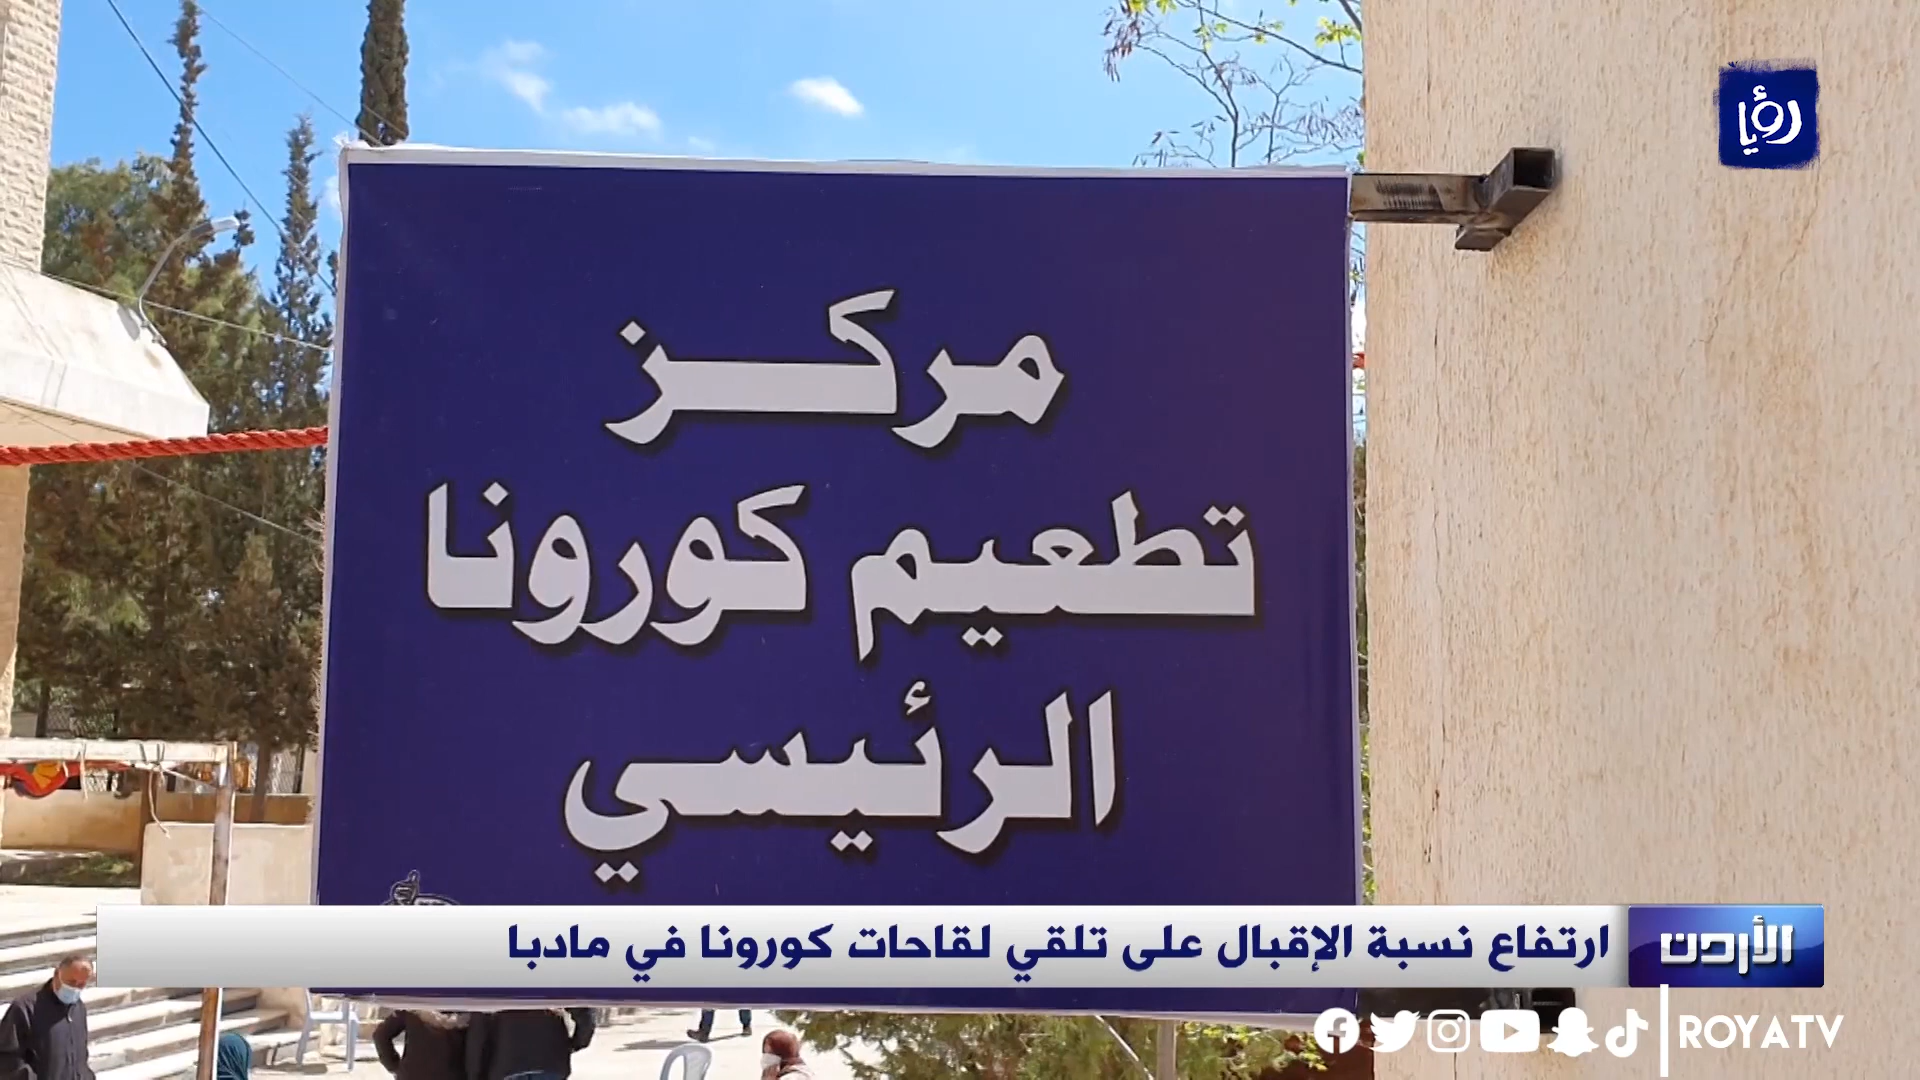 رؤيا
مركز
تطعيم كورونا
الرئيسي
الأردن
ارتفاع نسبة الإقبال على تلقي لقاحات كورونا في مادبا
ROYATV